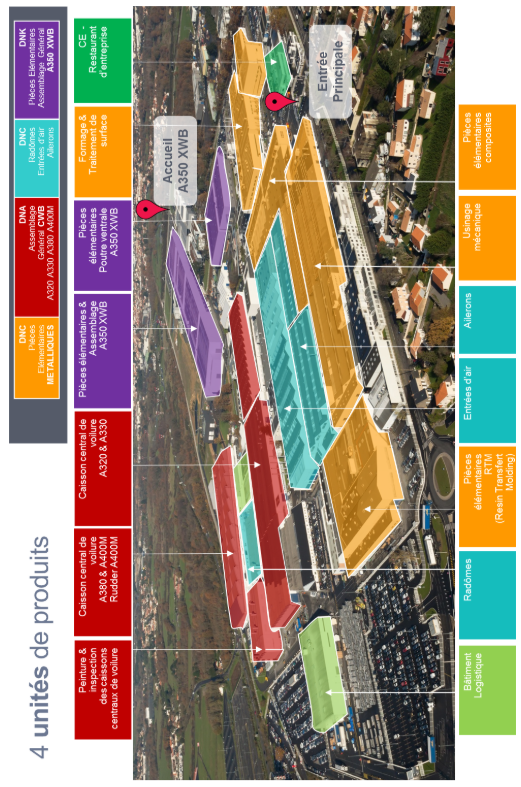 4 unités de produits
DNC
Pièces
Elémentaires
METALLIQUES
DNA
Assemblage
Général CWB
A320 A330 A380 A400M
DNC
Radômes
Entrées d'air
Ailerons
DNK
Pièces Elémentaires
Assemblage Général
A350 XWB
Peinture &
inspection
des caissons
centraux de voilure
Caisson central de
voilure
A380 & A400M
Rudder A400M
Caisson central de
voilure
A320 & A330
Pièces élémentaires &
Assemblage
A350 XWB
Pièces
élémentaires
Poutre ventrale
A350 XWB
Formage &
Traitement de
surface
CE -
Restaurant
d'entreprise
Accueil
A350 XWB
Entrée
Principale
Bâtiment
Logistique
Radômes
Pièces
élémentaires
RTM
(Resin Transfert
Molding)
Entrées d'air
Ailerons
Usinage
mécanique
Pièces
élémentaires
composites